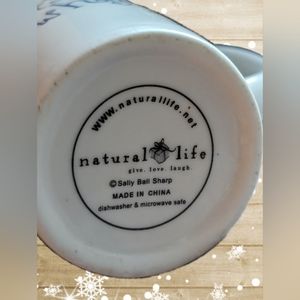 www.naturallife.net
natural life
give. love. laugh.
©Sally Ball Sharp
MADE IN CHINA
dishwasher & microwave safe